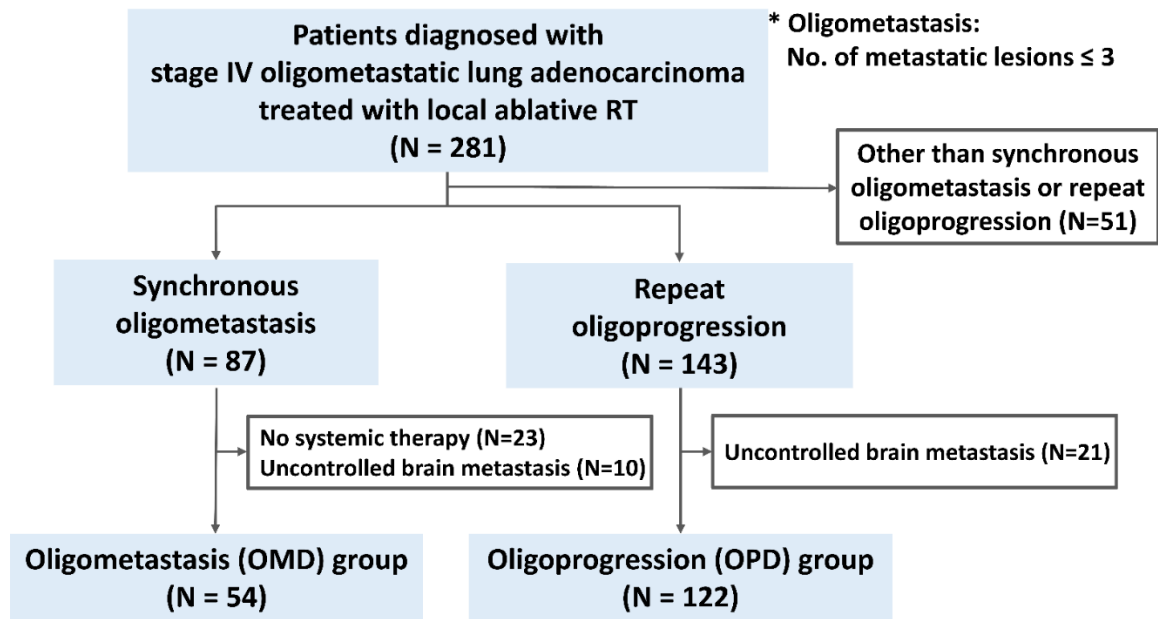 Patients diagnosed with
stage IV oligometastatic lung adenocarcinoma
treated with local ablative RT
(N = 281)
* Oligometastasis:
No. of metastatic lesions ≤ 3
Other than synchronous
oligometastasis or repeat
oligoprogression (N=51)
Synchronous
oligometastasis
(N = 87)
Repeat
oligoprogression
(N = 143)
No systemic therapy (N=23)
Uncontrolled brain metastasis (N=10)
Uncontrolled brain metastasis (N=21)
Oligometastasis (OMD) group
(N = 54)
Oligoprogression (OPD) group
(N = 122)